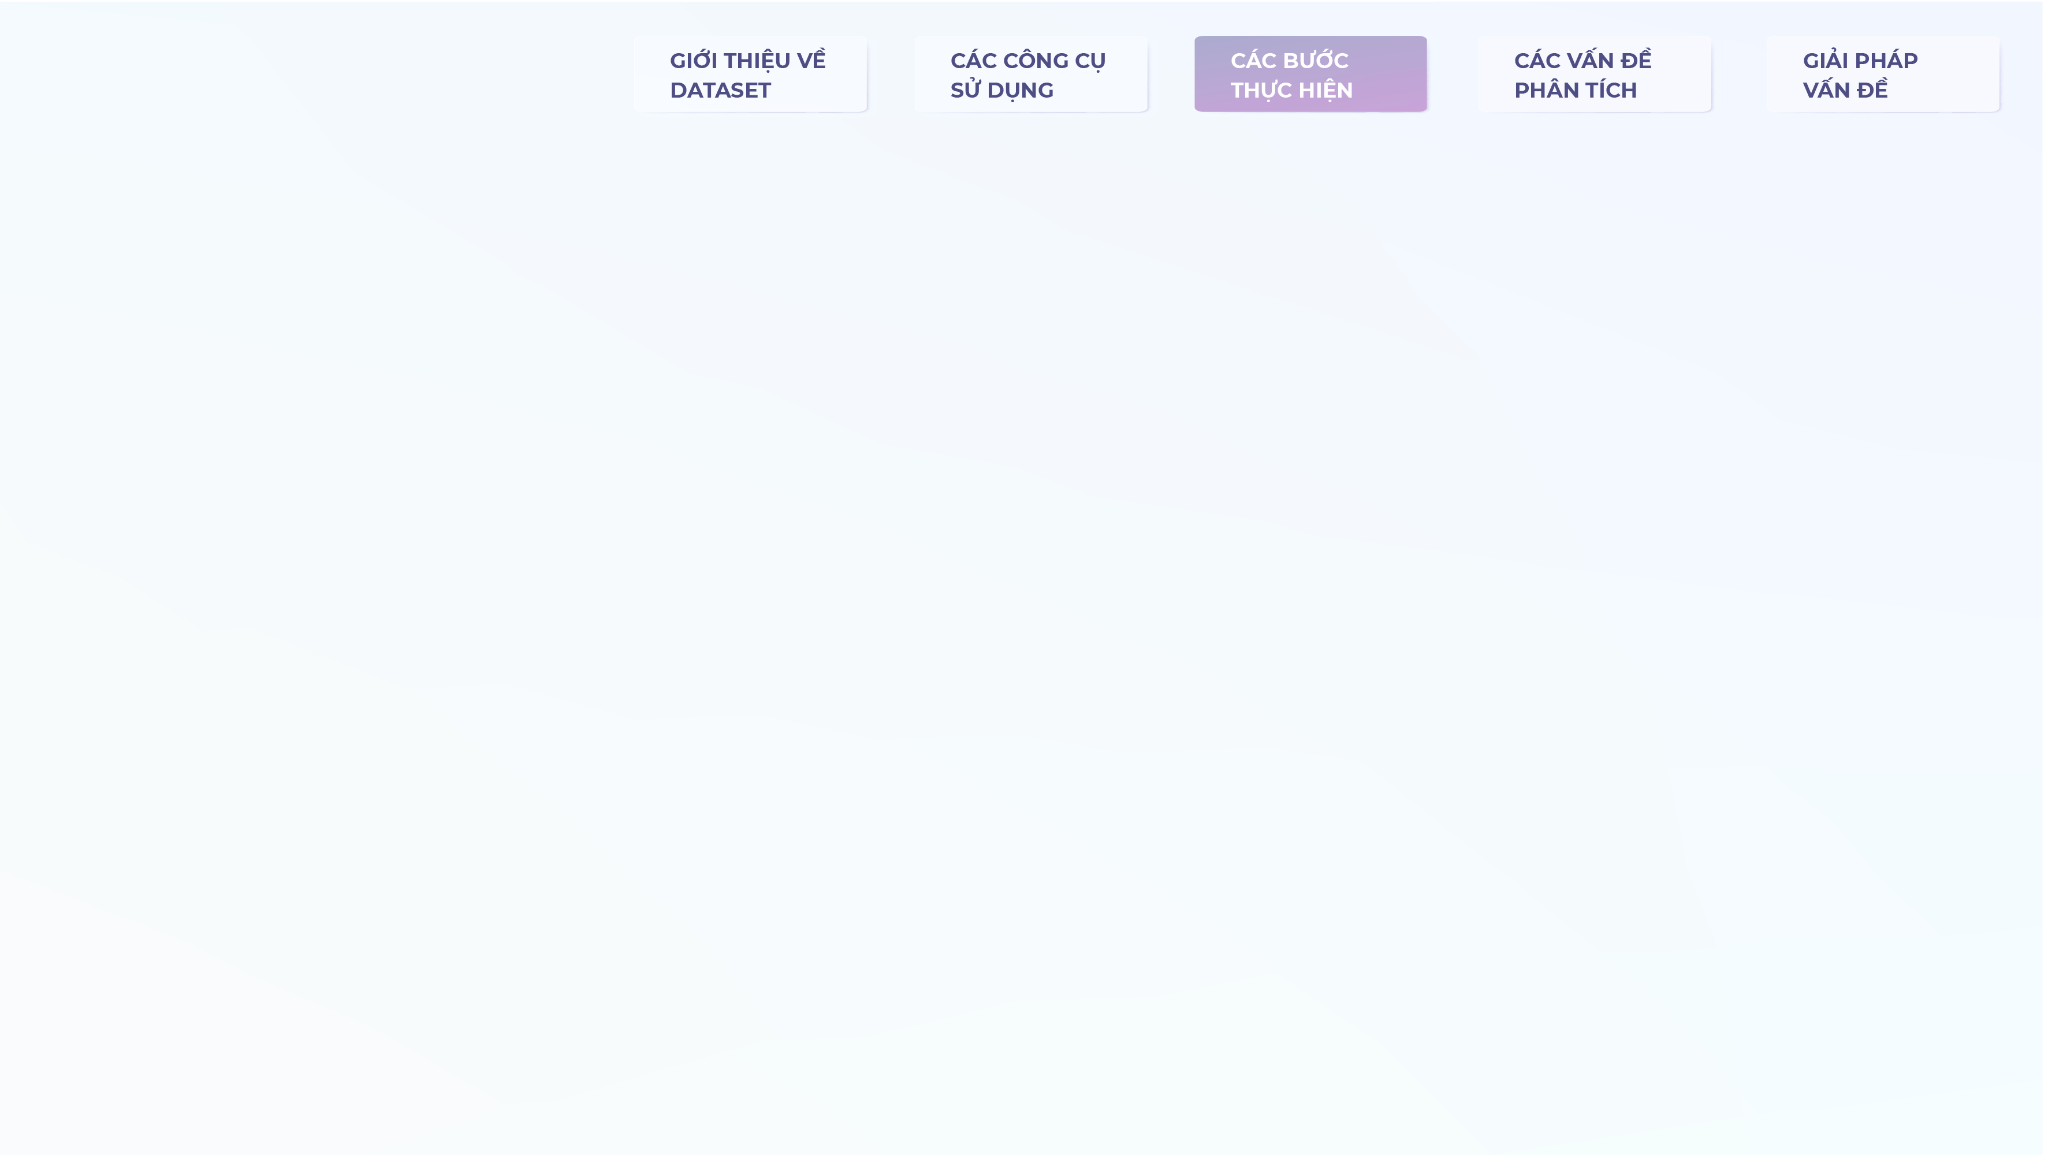 GIỚI THIỆU VỀ
DATASET
CÁC CÔNG CỤ
SỬ DỤNG
CÁC BƯỚC
THỰC HIỆN
CÁC VẤN ĐỀ
PHÂN TÍCH
GIẢI PHÁP
VẤN ĐỀ